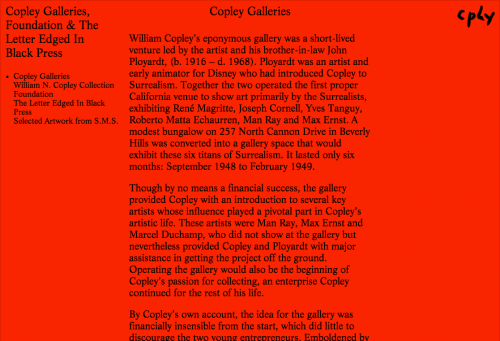 Copley Galleries,
Foundation & The
Letter Edged In
Black Press
Copley Galleries
William N. Copley Collection
Foundation
The Letter Edged In Black
Press
Selected Artwork from S.M.S.
Copley Galleries
cply
William Copley's eponymous gallery was a short-lived
venture led by the artist and his brother-in-law John
Ployardt, (b. 1916 – d. 1968). Ployardt was an artist and
early animator for Disney who had introduced Copley to
Surrealism. Together the two operated the first proper
California venue to show art primarily by the Surrealists,
exhibiting René Magritte, Joseph Cornell, Yves Tanguy,
Roberto Matta Echaurren, Man Ray and Max Ernst. A
modest bungalow on 257 North Cannon Drive in Beverly
Hills was converted into a gallery space that would
exhibit these six titans of Surrealism. It lasted only six
months: September 1948 to February 1949.
Though by no means a financial success, the gallery
provided Copley with an introduction to several key
artists whose influence played a pivotal part in Copley's
artistic life. These artists were Man Ray, Max Ernst and
Marcel Duchamp, who did not show at the gallery but
nevertheless provided Copley and Ployardt with major
assistance in getting the project off the ground.
Operating the gallery would also be the beginning of
Copley's passion for collecting, an enterprise Copley
continued for the rest of his life.
By Copley's own account, the idea for the gallery was
financially insensible from the start, which did little to
discourage the two young entrepreneurs. Emboldened by